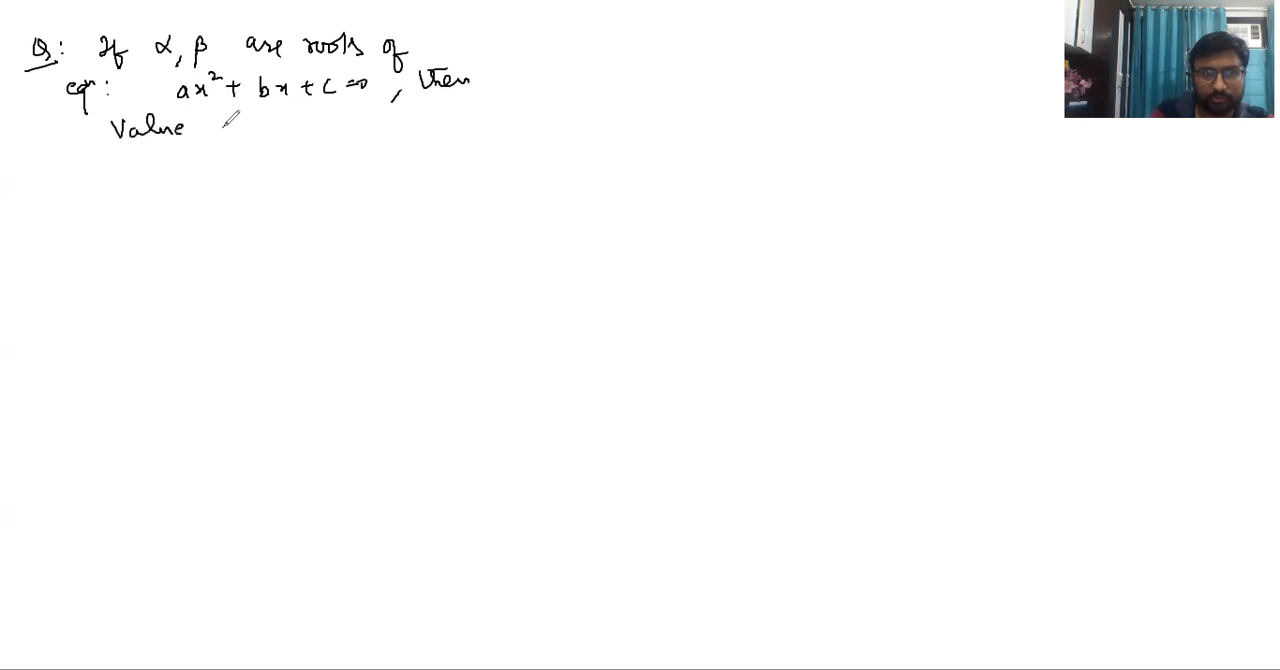 Q: If α, β are roots of
eqn: ax² + bx + c = 0, then
Value